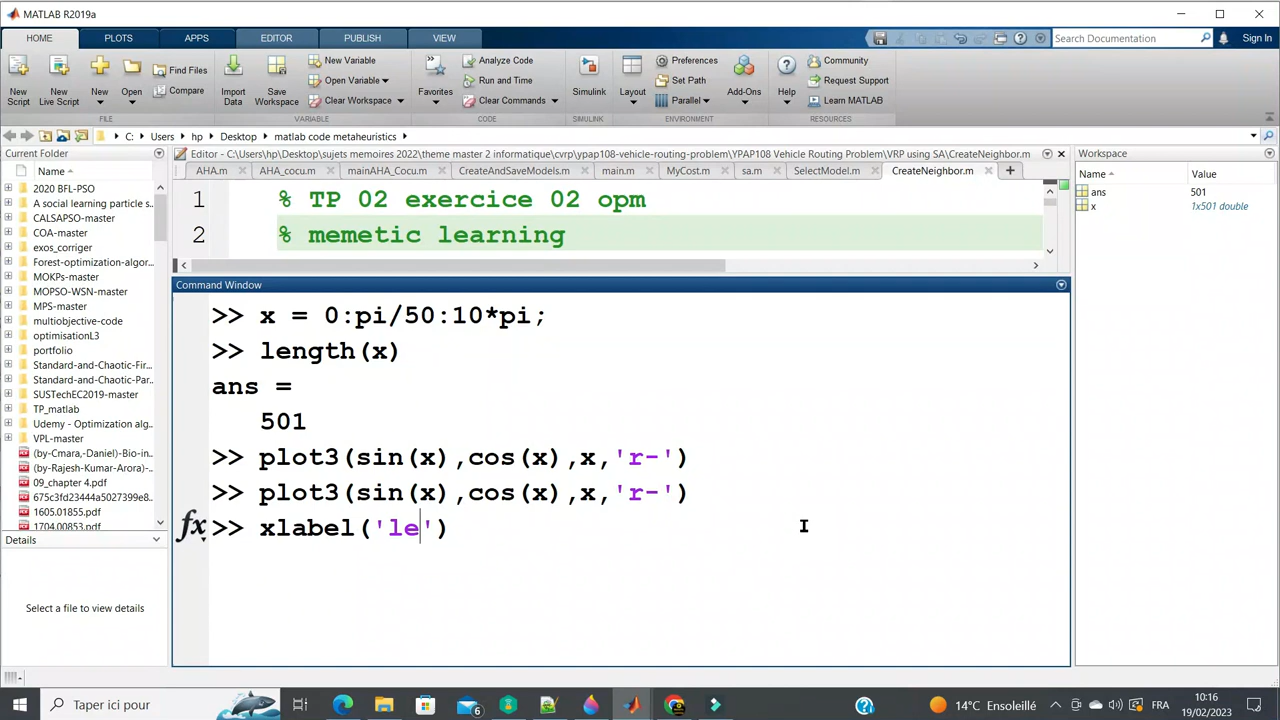 MATLAB R2019a
HOME PLOTS APPS EDITOR PUBLISH VIEW
Search Documentation Sign In
New Script
New Live Script
New
Open
Find Files
Compare
Import Data
Save Workspace
New Variable
Open Variable
Clear Workspace
Favorites
Analyze Code
Run and Time
Clear Commands
Simulink
Layout
Preferences
Set Path
Parallel
Add-Ons
Help
Community
Request Support
Learn MATLAB
FILE VARIABLE CODE SIMULINK ENVIRONMENT RESOURCES
C: Users hp Desktop matlab code metaheuristics
Current Folder
Name
2020 BFL-PSO
A social learning particle s...
CALSAPSO-master
COA-master
exos_corriger
Forest-optimization-algor...
MOKPs-master
MOPSO-WSN-master
MPS-master
multiobjective-code
optimisationL3
portfolio
Standard-and-Chaotic-Fir...
Standard-and-Chaotic-Par...
SUSTechEC2019-master
TP_matlab
Udemy - Optimization alg...
VPL-master
(by-Cmara,-Daniel)-Bio-in...
(by-Rajesh-Kumar-Arora)-...
09_chapter 4.pdf
675c3fd23444a5027399e8...
1704.00853.pdf
Details
Select a file to view details
Editor - C:\Users\hp\Desktop\sujets memoires 2022\theme master 2 informatique\cvrp\ypap108-vehicle-routing-problem\YPAP108 Vehicle Routing Problem\VRP using SA\CreateNeighbor.m
AHA.m AHA_cocu.m mainAHA_Cocu.m CreateAndSaveModels.m main.m MyCost.m sa.m SelectModel.m CreateNeighbor.m
1 % TP 02 exercice 02 opm
2 % memetic learning
Command Window
>> x = 0:pi/50:10*pi;
>> length(x)
ans =
501
>> plot3(sin(x),cos(x),x,'r-')
>> plot3(sin(x),cos(x),x,'r-')
fx >> xlabel('le')
Workspace
Name Value
ans 501
x 1x501 double
Taper ici pour
6
14°C Ensoleillé
FRA
10:16
19/02/2023